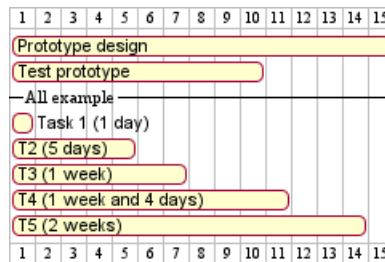 1 2 3 4 5 6 7 8 9 10 11 12 13 14 15
Prototype design
Test prototype
All example
Task 1 (1 day)
T2 (5 days)
T3 (1 week)
T4 (1 week and 4 days)
T5 (2 weeks)
1 2 3 4 5 6 7 8 9 10 11 12 13 14 15